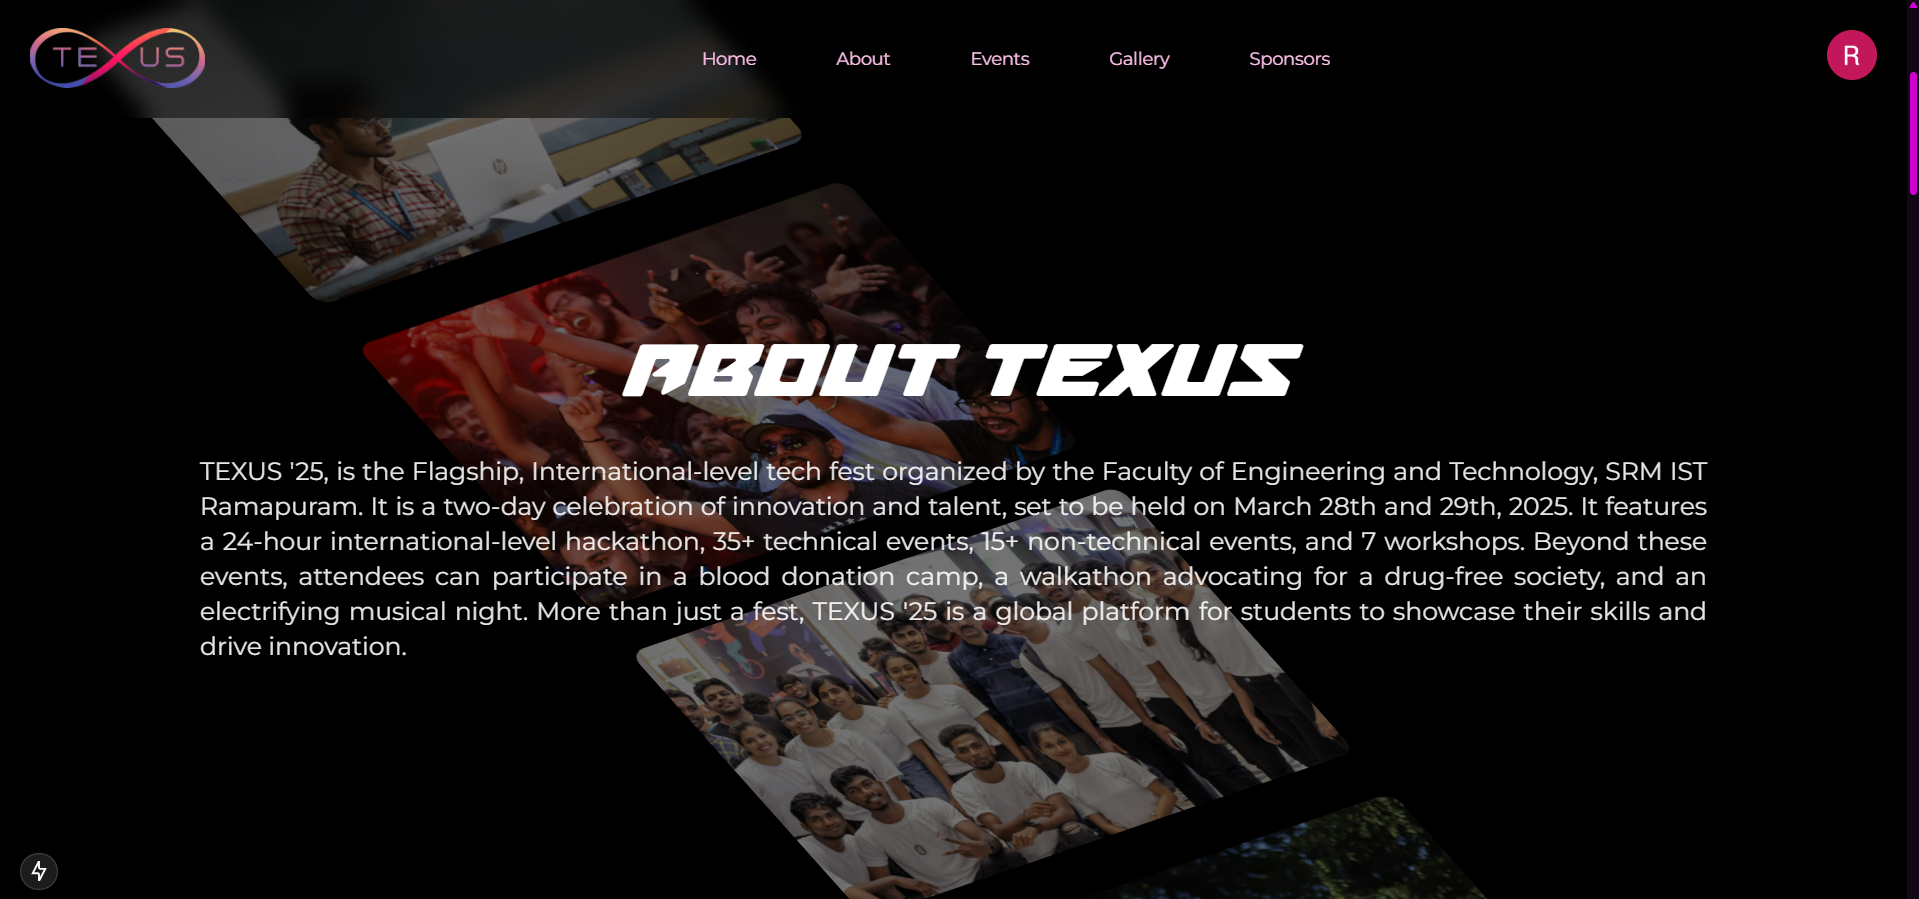 TEXUS
Home
About
Events
Gallery
Sponsors
R
ABOUT TEXUS
TEXUS '25, is the Flagship, International-level tech fest organized by the Faculty of Engineering and Technology, SRM IST
Ramapuram. It is a two-day celebration of innovation and talent, set to be held on March 28th and 29th, 2025. It features
a 24-hour international-level hackathon, 35+ technical events, 15+ non-technical events, and 7 workshops. Beyond these
events, attendees can participate in a blood donation camp, a walkathon advocating for a drug-free society, and an
electrifying musical night. More than just a fest, TEXUS '25 is a global platform for students to showcase their skills and
drive innovation.